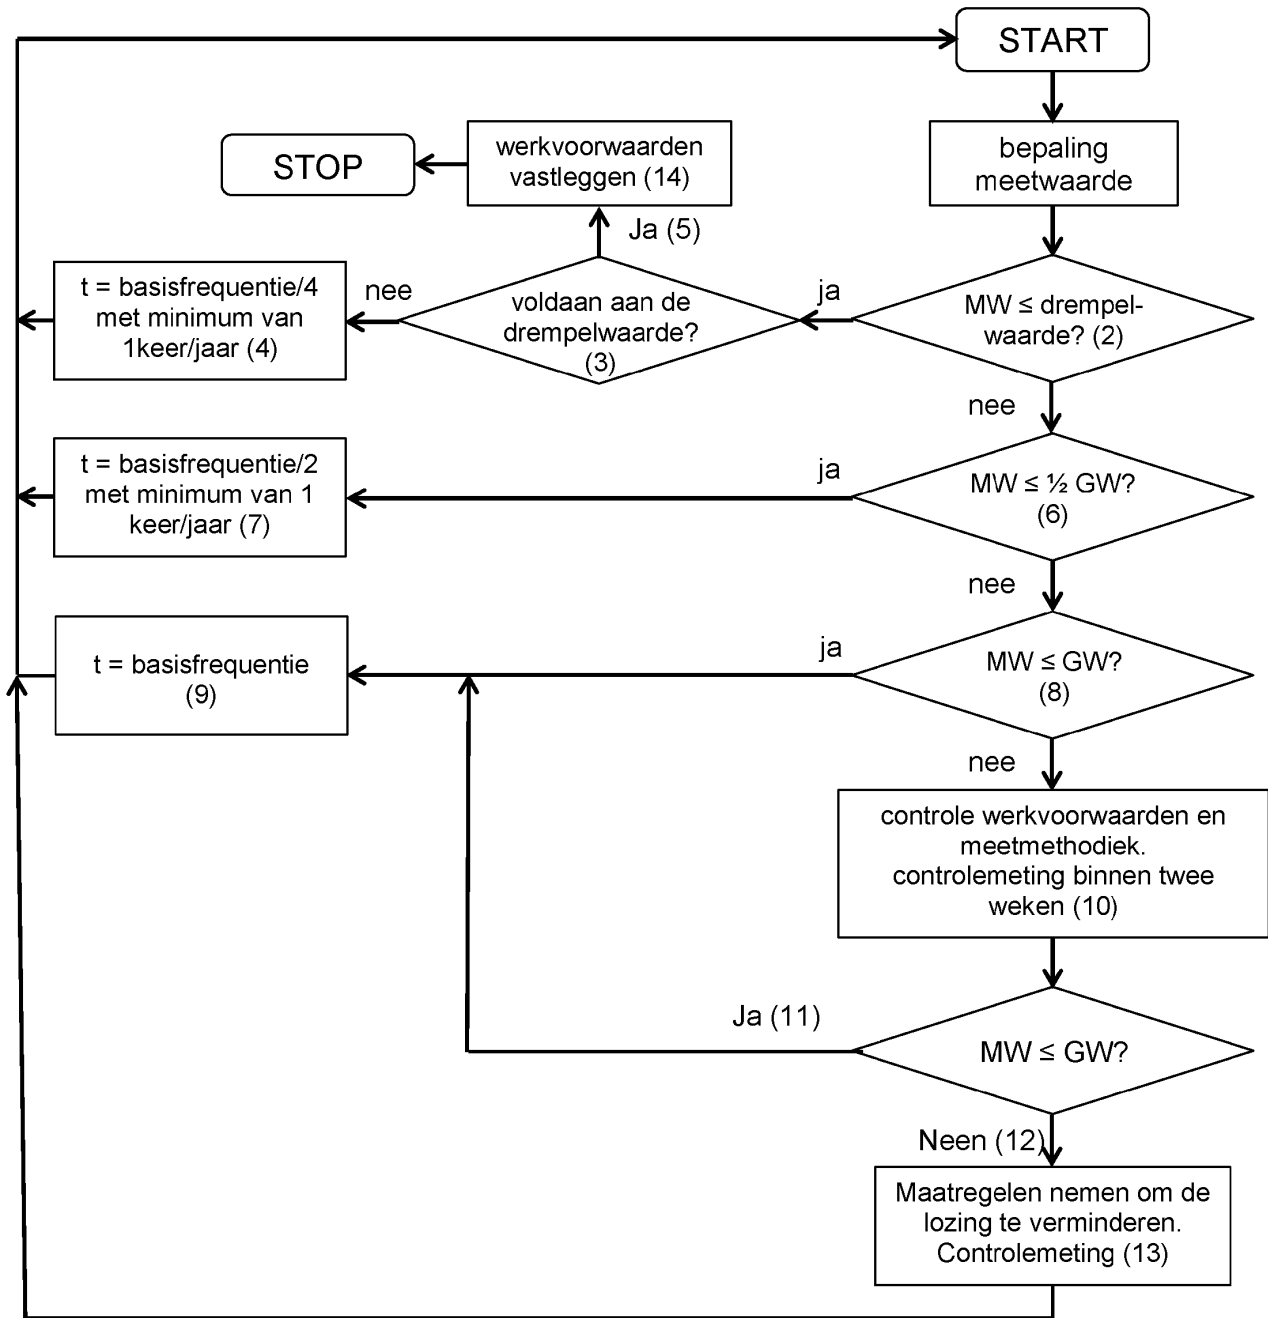 START
bepaling
meetwaarde
STOP
werkvoorwaarden
vastleggen (14)
Ja (5)
t = basisfrequentie/4
met minimum van
1keer/jaar (4)
nee
voldaan aan de
drempelwaarde?
(3)
ja
MW ≤ drempel-
waarde? (2)
nee
t = basisfrequentie/2
met minimum van 1
keer/jaar (7)
ja
MW ≤ ½ GW?
(6)
nee
t = basisfrequentie
(9)
ja
MW ≤ GW?
(8)
nee
controle werkvoorwaarden en
meetmethodiek.
controlemeting binnen twee
weken (10)
Ja (11)
MW ≤ GW?
Neen (12)
Maatregelen nemen om de
lozing te verminderen.
Controlemeting (13)